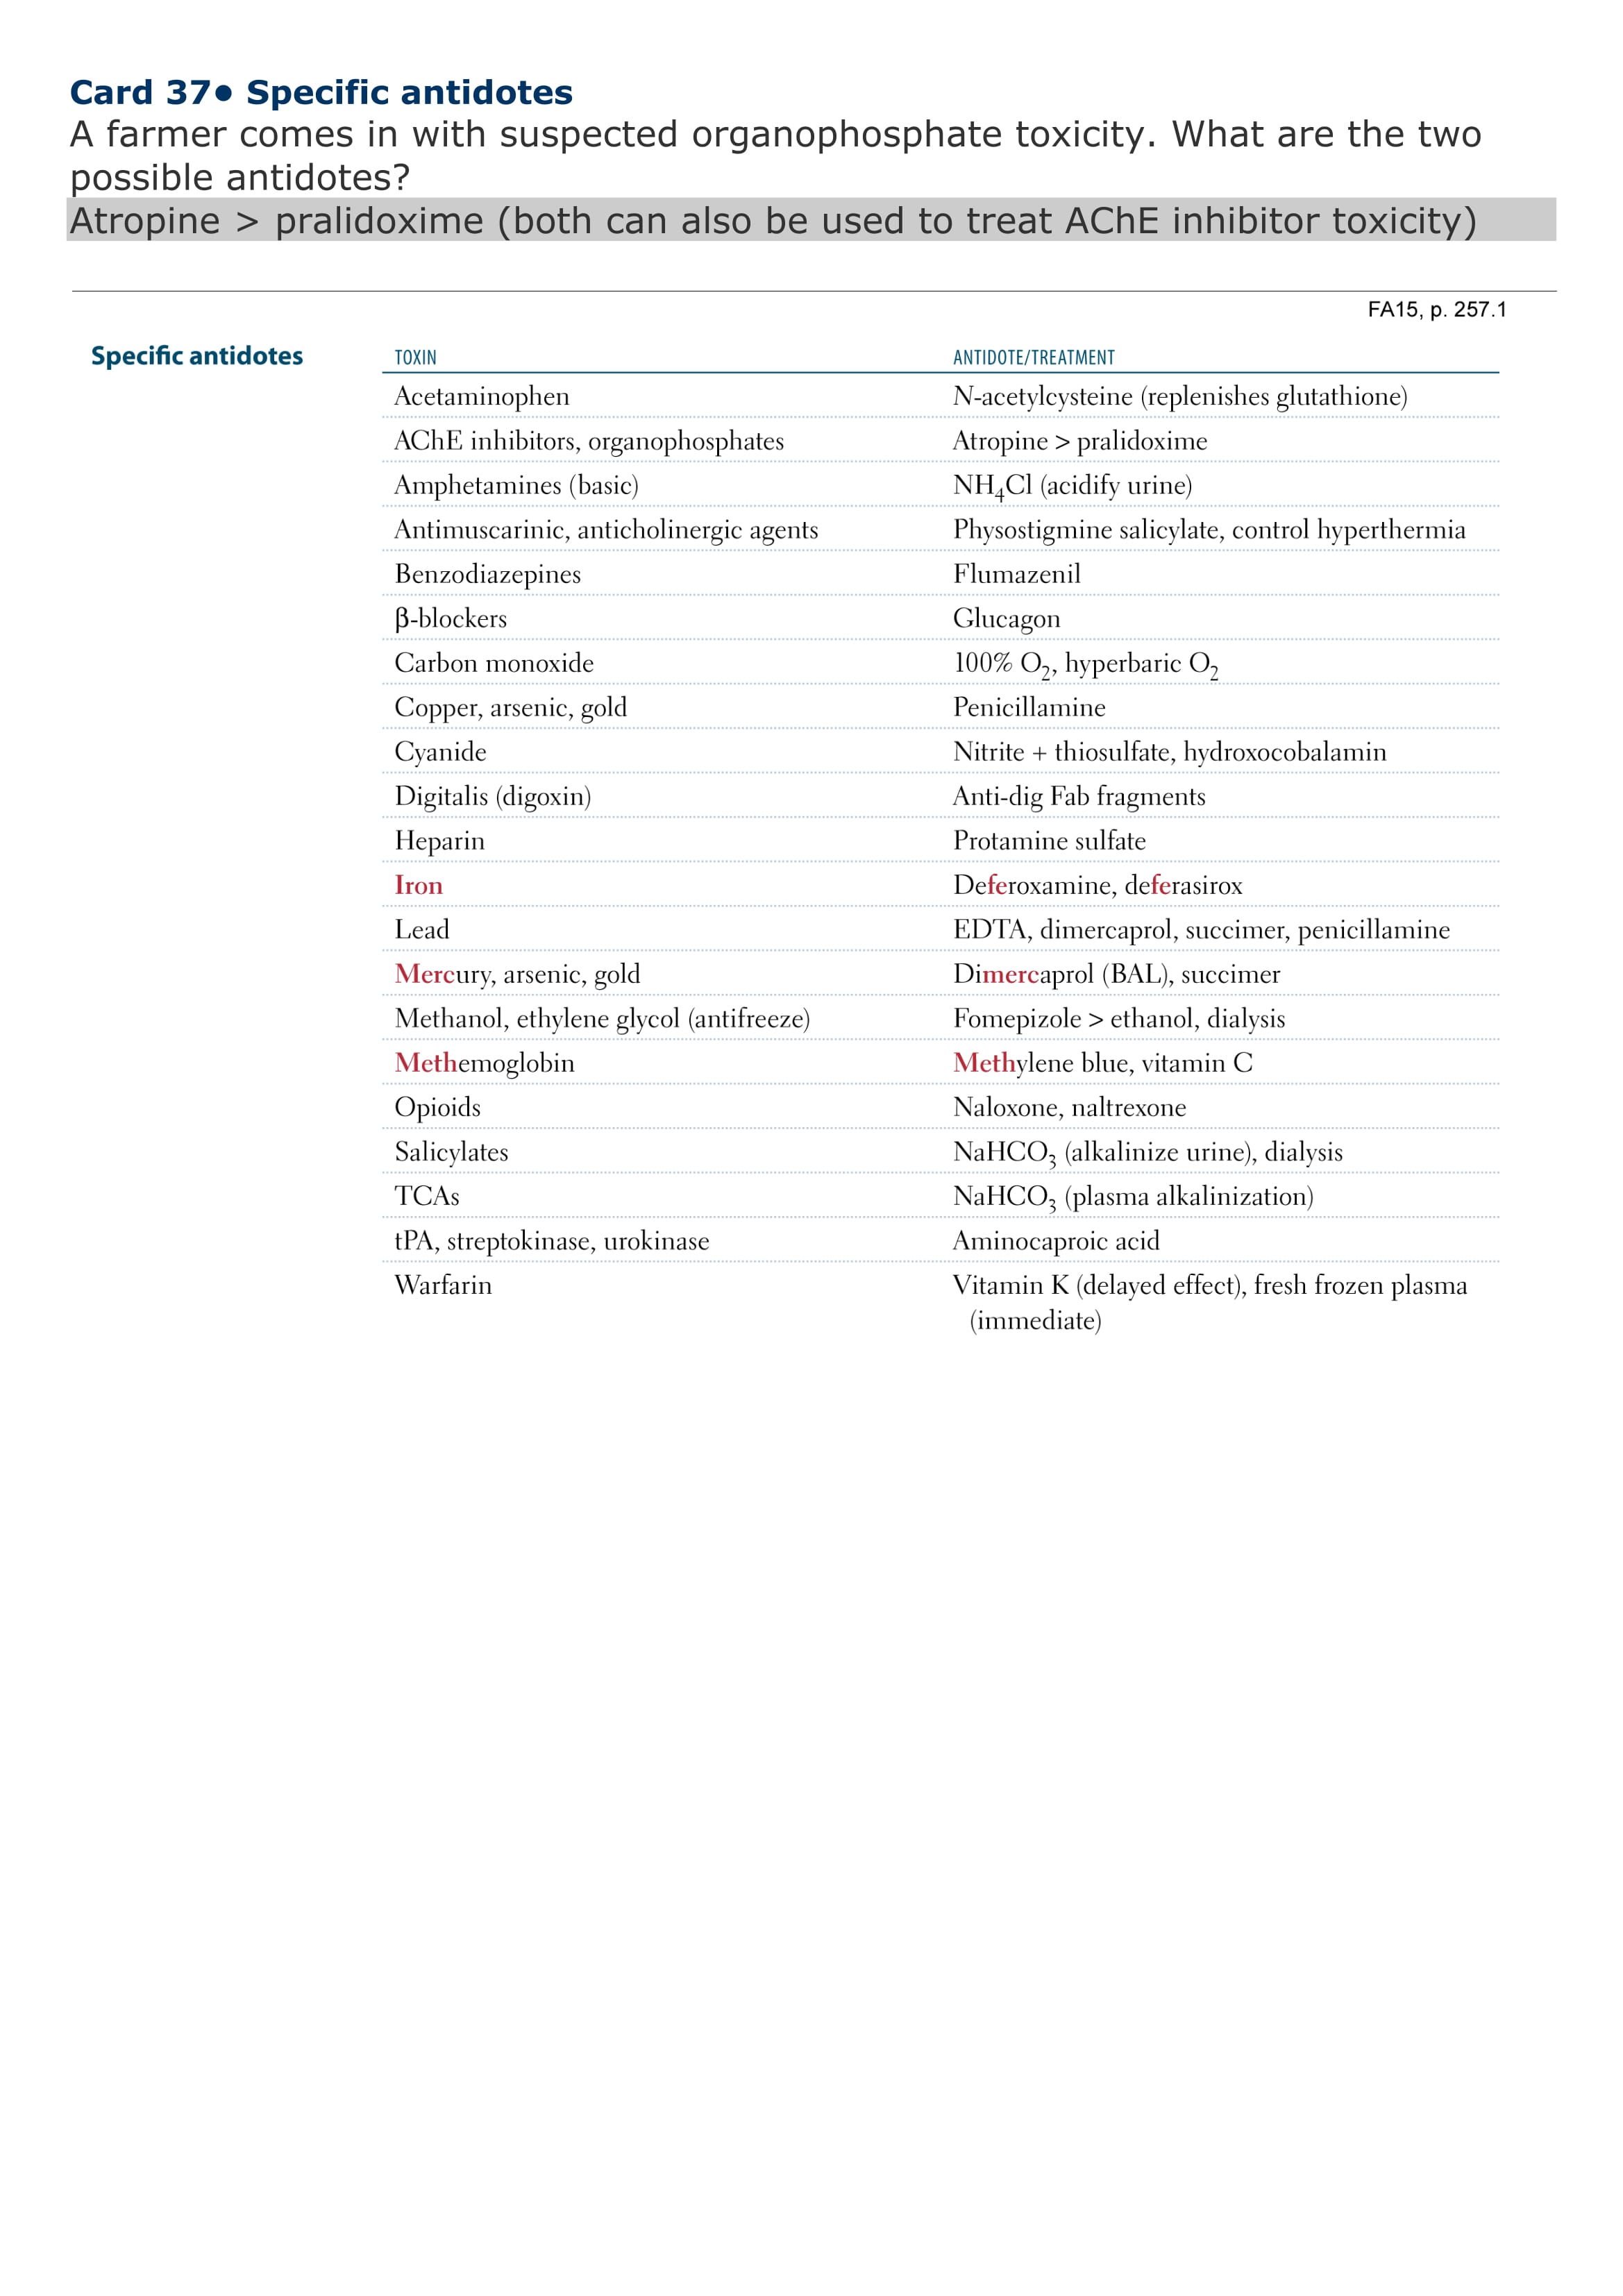 Card 37● Specific antidotes
A farmer comes in with suspected organophosphate toxicity. What are the two
possible antidotes?
Atropine > pralidoxime (both can also be used to treat AChE inhibitor toxicity)
FA15, p. 257.1
Specific antidotes TOXIN ANTIDOTE/TREATMENT
Acetaminophen N-acetylcysteine (replenishes glutathione)
AChE inhibitors, organophosphates Atropine > pralidoxime
Amphetamines (basic) NH₄Cl (acidify urine)
Antimuscarinic, anticholinergic agents Physostigmine salicylate, control hyperthermia
Benzodiazepines Flumazenil
β-blockers Glucagon
Carbon monoxide 100% O₂, hyperbaric O₂
Copper, arsenic, gold Penicillamine
Cyanide Nitrite + thiosulfate, hydroxocobalamin
Digitalis (digoxin) Anti-dig Fab fragments
Heparin Protamine sulfate
Iron Deferoxamine, deferasirox
Lead EDTA, dimercaprol, succimer, penicillamine
Mercury, arsenic, gold Dimercaprol (BAL), succimer
Methanol, ethylene glycol (antifreeze) Fomepizole > ethanol, dialysis
Methemoglobin Methylene blue, vitamin C
Opioids Naloxone, naltrexone
Salicylates NaHCO₃ (alkalinize urine), dialysis
TCAs NaHCO₃ (plasma alkalinization)
tPA, streptokinase, urokinase Aminocaproic acid
Warfarin Vitamin K (delayed effect), fresh frozen plasma
(immediate)